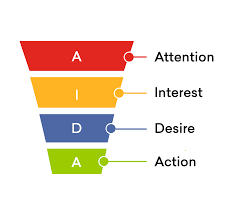 A Attention
I Interest
D Desire
A Action